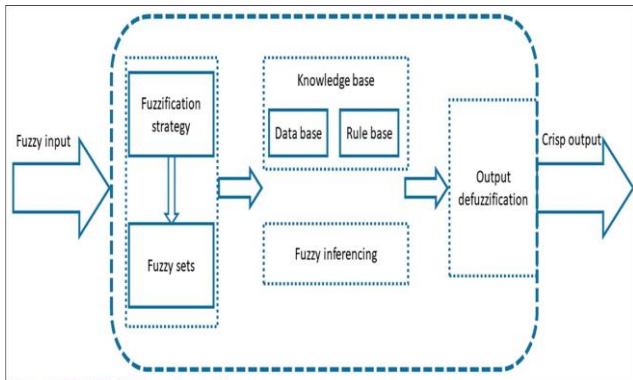 Fuzzy input
Fuzzification
strategy
Fuzzy sets
Knowledge base
Data base
Rule base
Fuzzy inferencing
Output
defuzzification
Crisp output